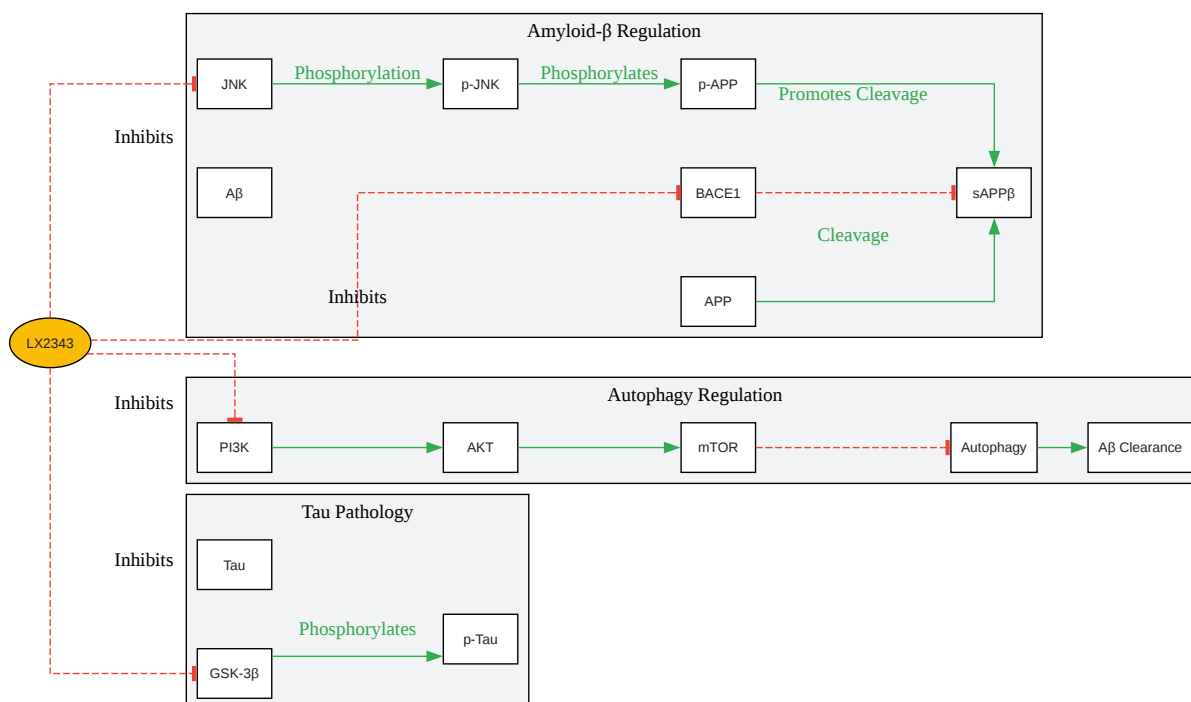 Amyloid-β Regulation
Phosphorylation
Phosphorylates
JNK
p-JNK
p-APP
Promotes Cleavage
Inhibits
Aβ
BACE1
sAPPβ
Cleavage
Inhibits
APP
LX2343
Autophagy Regulation
Inhibits
PI3K
AKT
mTOR
Autophagy
Aβ Clearance
Tau Pathology
Inhibits
Tau
Phosphorylates
p-Tau
GSK-3β